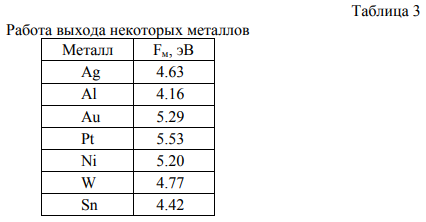 Таблица 3
Работа выхода некоторых металлов
Металл Fм, эВ
Ag 4.63
Al 4.16
Au 5.29
Pt 5.53
Ni 5.20
W 4.77
Sn 4.42